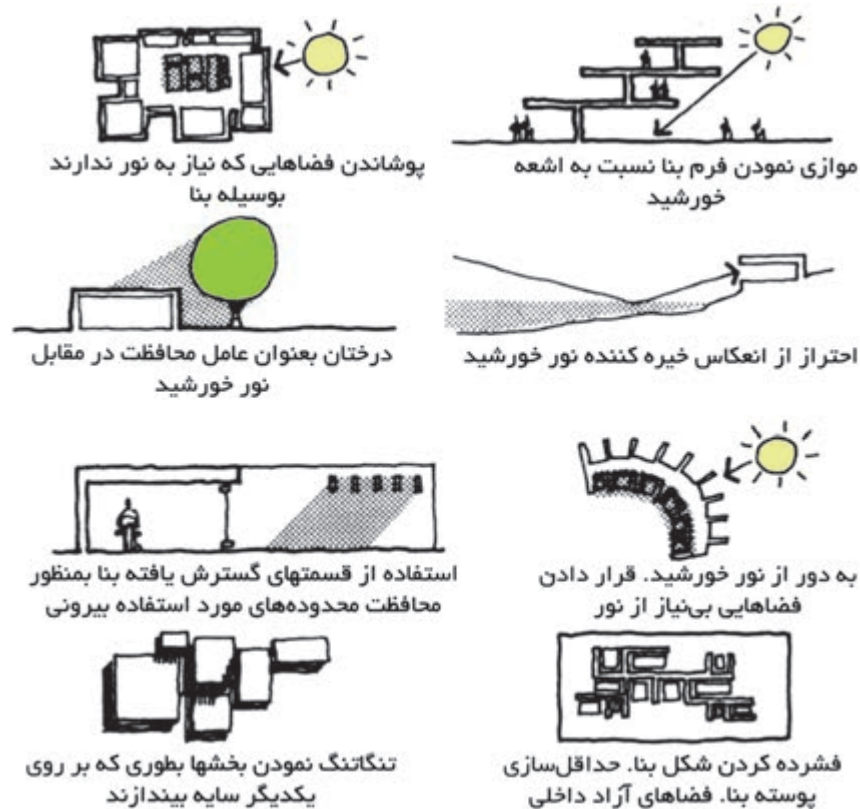 موازی نمودن فرم بنا نسبت به اشعه
خورشید
پوشاندن فضاهایی که نیاز به نور ندارند
بوسیله بنا
احتراز از انعکاس خیره کننده نور خورشید
درختان بعنوان عامل محافظت در مقابل
نور خورشید
به دور از نور خورشید. قرار دادن
فضاهایی بی‌نیاز از نور
استفاده از قسمتهای گسترش یافته بنا بمنظور
محافظت محدوده‌های مورد استفاده بیرونی
فشرده کردن شکل بنا. حداقل‌سازی
پوسته بنا. فضاهای آزاد داخلی
تنگاتنگ نمودن بخشها بطوری که بر روی
یکدیگر سایه بیندازند